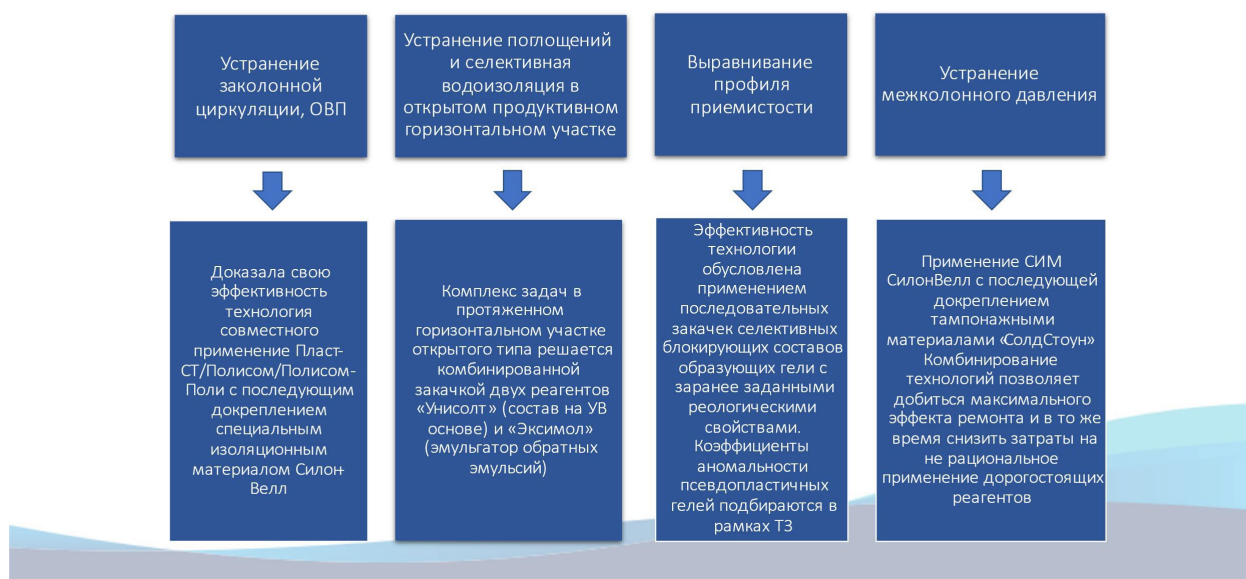 Устранение
заколонной
циркуляции, ОВП
Устранение поглощений
и селективная
водоизоляция в
открытом продуктивном
горизонтальном участке
Выравнивание
профиля
приемистости
Устранение
межколонного давления
Доказала свою
эффективность
технология
совместного
применение Пласт-
СТ/Полисом/Полисом-
Поли с последующим
докреплением
специальным
изоляционным
материалом Силон-
Велл
Комплекс задач в
протяженном
горизонтальном участке
открытого типа решается
комбинированной
закачкой двух реагентов
«Унисолт» (состав на УВ
основе) и «Эксимол»
(эмульгатор обратных
эмульсий)
Эффективность
технологии
обусловлена
применением
последовательных
закачек селективных
блокирующих составов
образующих гели с
заранее заданными
реологическими
свойствами.
Коэффициенты
аномальности
псевдопластичных
гелей подбираются в
рамках ТЗ
Применение СИМ
СилонВелл с последующей
докреплением
тампонажными
материалами «СолдСтоун»
Комбинирование
технологий позволяет
добиться максимального
эффекта ремонта и в то же
время снизить затраты на
не рациональное
применение дорогостоящих
реагентов